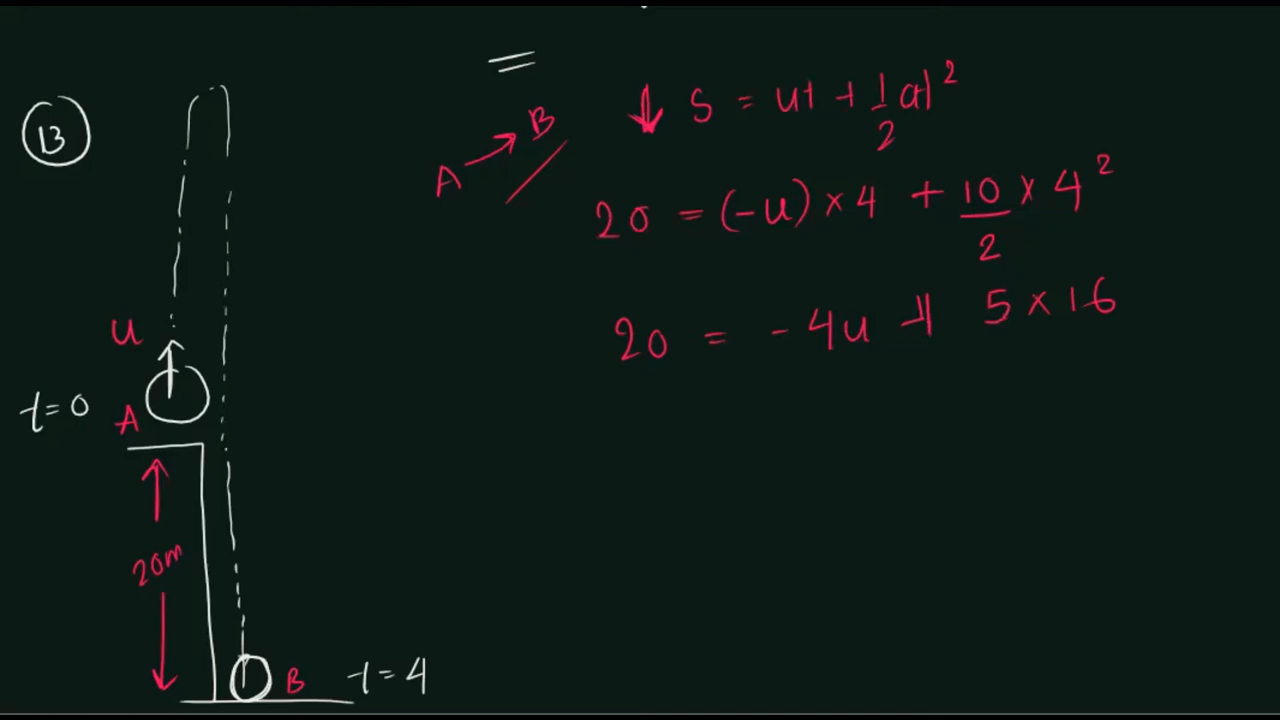 13
A → B
↓ S = ut + 1/2 at²
20 = (-u) × 4 + 10/2 × 4²
20 = - 4u + 5 × 16
u
t = 0
A
20m
B
t = 4